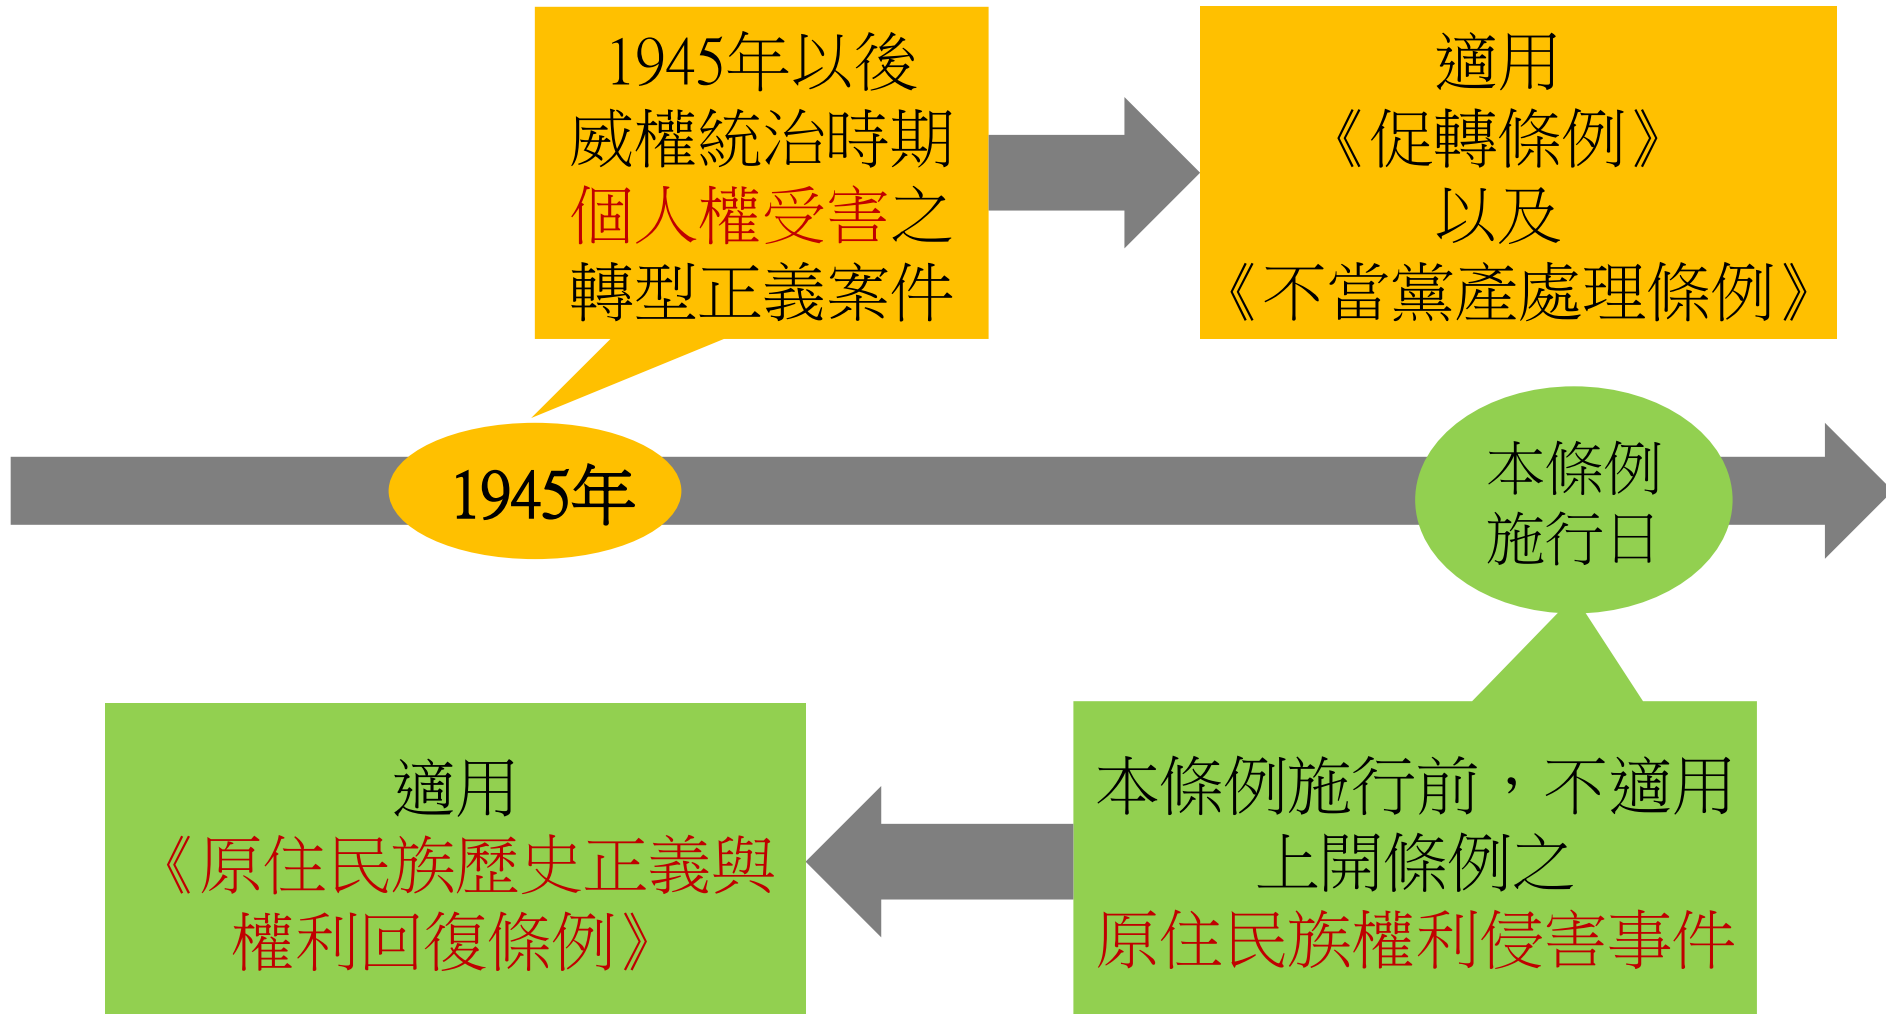 1945年以後
威權統治時期
個人權受害之
轉型正義案件
適用
《促轉條例》
以及
《不當黨產處理條例》
1945年
本條例
施行日
適用
《原住民族歷史正義與
權利回復條例》
本條例施行前，不適用
上開條例之
原住民族權利侵害事件